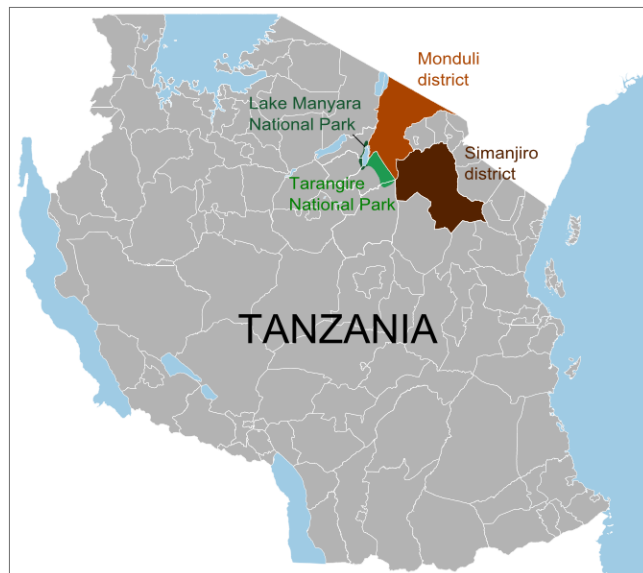 Monduli
district
Lake Manyara
National Park
Simanjiro
district
Tarangire
National Park
TANZANIA